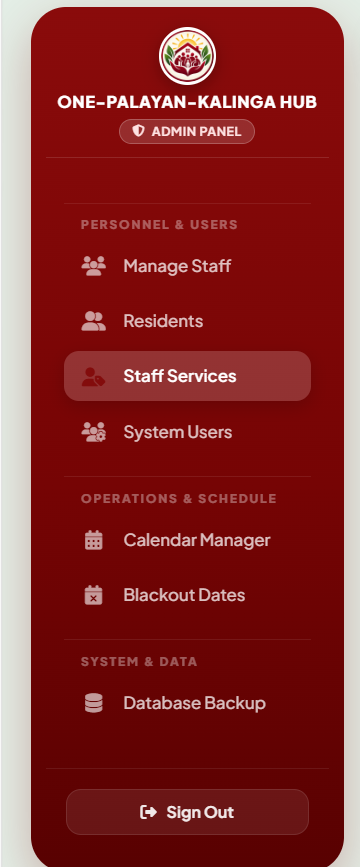 ONE-PALAYAN-KALINGA HUB
ADMIN PANEL
PERSONNEL & USERS
Manage Staff
Residents
Staff Services
System Users
OPERATIONS & SCHEDULE
Calendar Manager
Blackout Dates
SYSTEM & DATA
Database Backup
Sign Out